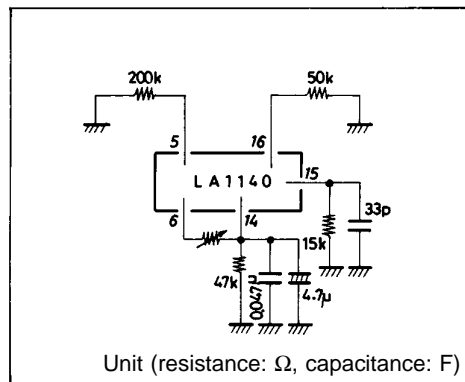 200k
50k
5
16
LA1140
15
6
14
15k
33p
47k
0.047μ
4.7μ
Unit (resistance: Ω, capacitance: F)